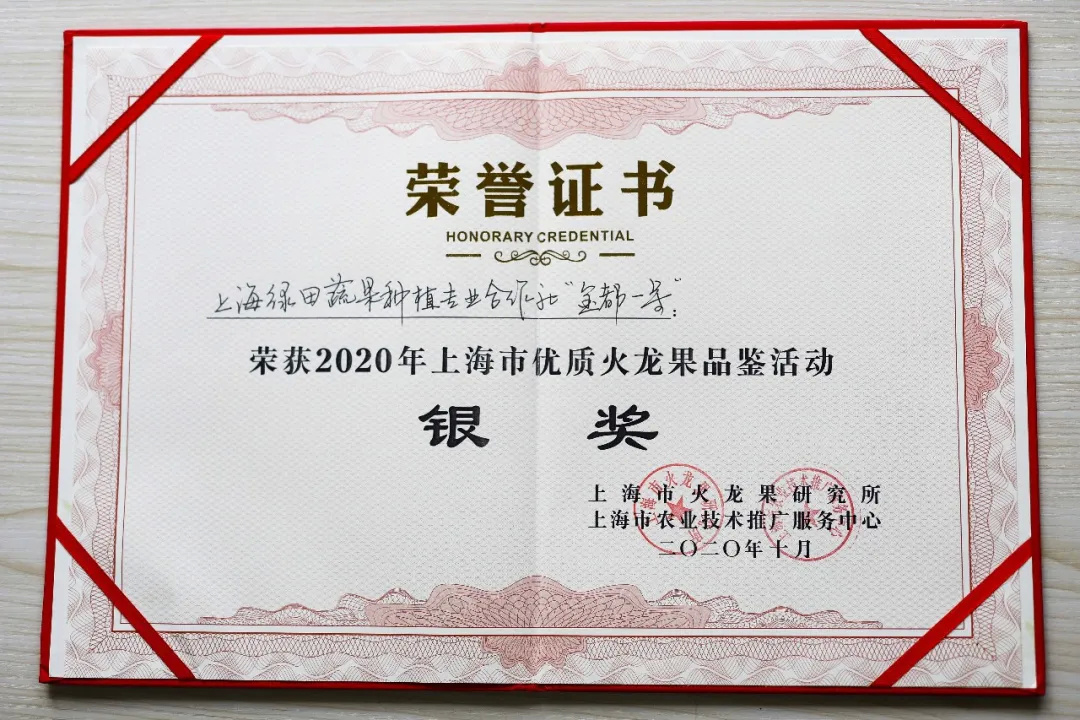 荣誉证书
HONORARY CREDENTIAL
上海绿田蔬果种植专业合作社"金都一号":
荣获2020年上海市优质火龙果品鉴活动
银奖
上海市火龙果研究所
上海市农业技术推广服务中心
二〇二〇年十月